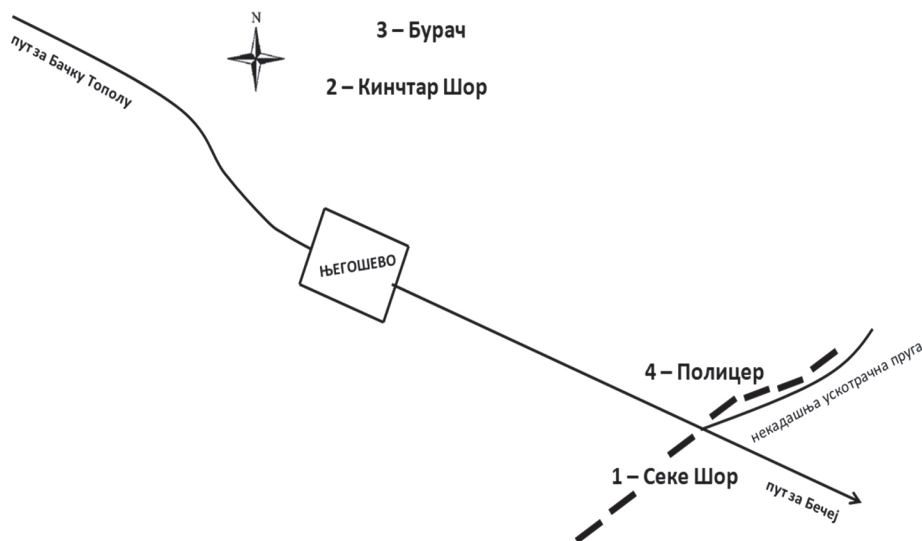 N
3 – Бурач
2 – Кинчтар Шор
пут за Бачку Тополу
ЊЕГОШЕВО
4 – Полицер
некадашња ускотрачна пруга
1 – Секе Шор
пут за Бечеј